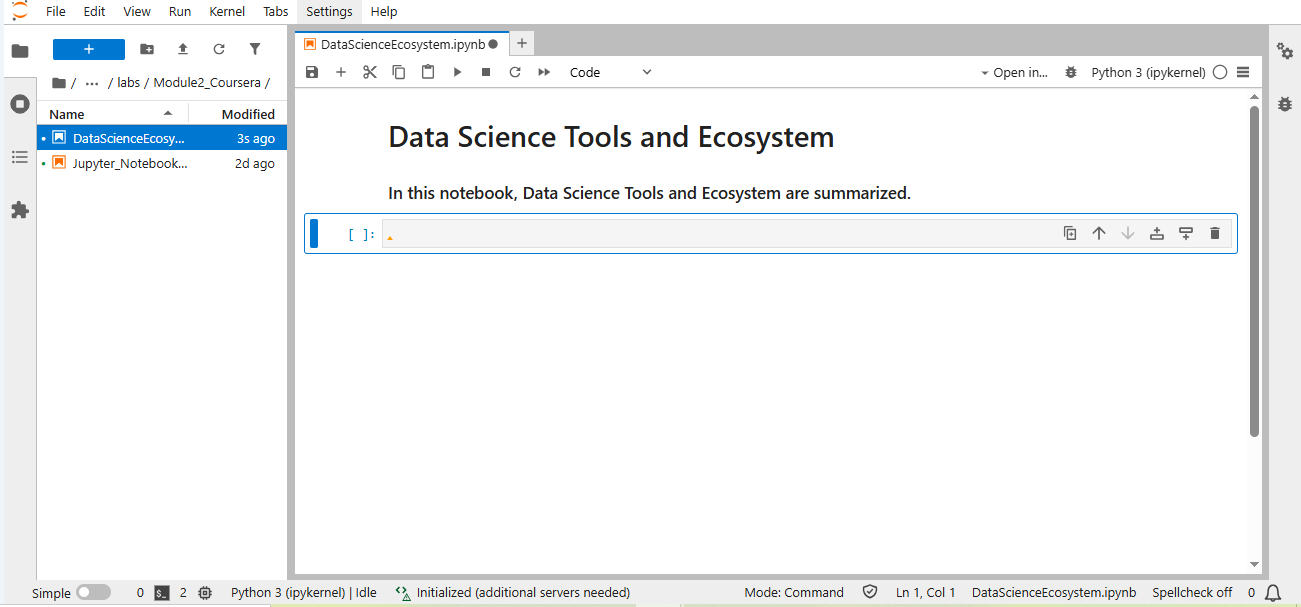 File Edit View Run Kernel Tabs Settings Help
+
DataScienceEcosystem.ipynb
Code
Open in...
Python 3 (ipykernel)
/ ... / labs / Module2_Coursera /
Name Modified
DataScienceEcosy... 3s ago
Jupyter_Notebook... 2d ago
Data Science Tools and Ecosystem
In this notebook, Data Science Tools and Ecosystem are summarized.
[ ]:
Simple 0 $_ 2 Python 3 (ipykernel) | Idle Initialized (additional servers needed) Mode: Command Ln 1, Col 1 DataScienceEcosystem.ipynb Spellcheck off 0